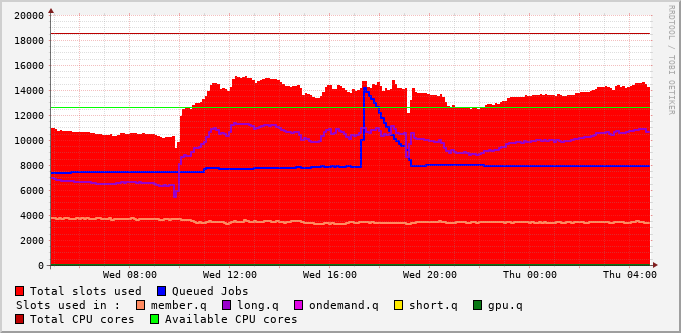 RRDTOOL / TOBI OETIKER
20000
18000
16000
14000
12000
10000
8000
6000
4000
2000
0
Wed 08:00 Wed 12:00 Wed 16:00 Wed 20:00 Thu 00:00 Thu 04:00
Total slots used Queued Jobs
Slots used in : member.q long.q ondemand.q short.q gpu.q
Total CPU cores Available CPU cores